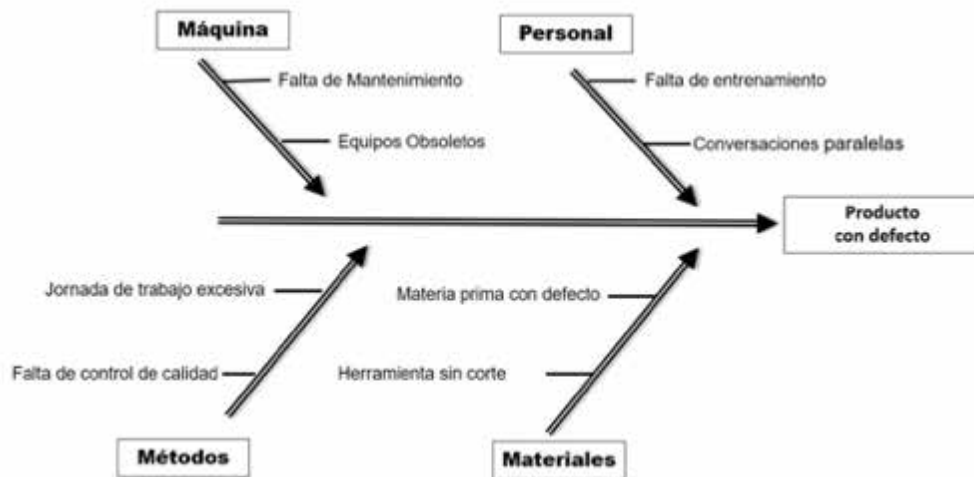 Máquina
Personal
Falta de Mantenimiento
Falta de entrenamiento
Equipos Obsoletos
Conversaciones paralelas
Producto
con defecto
Jornada de trabajo excesiva
Materia prima con defecto
Falta de control de calidad
Herramienta sin corte
Métodos
Materiales